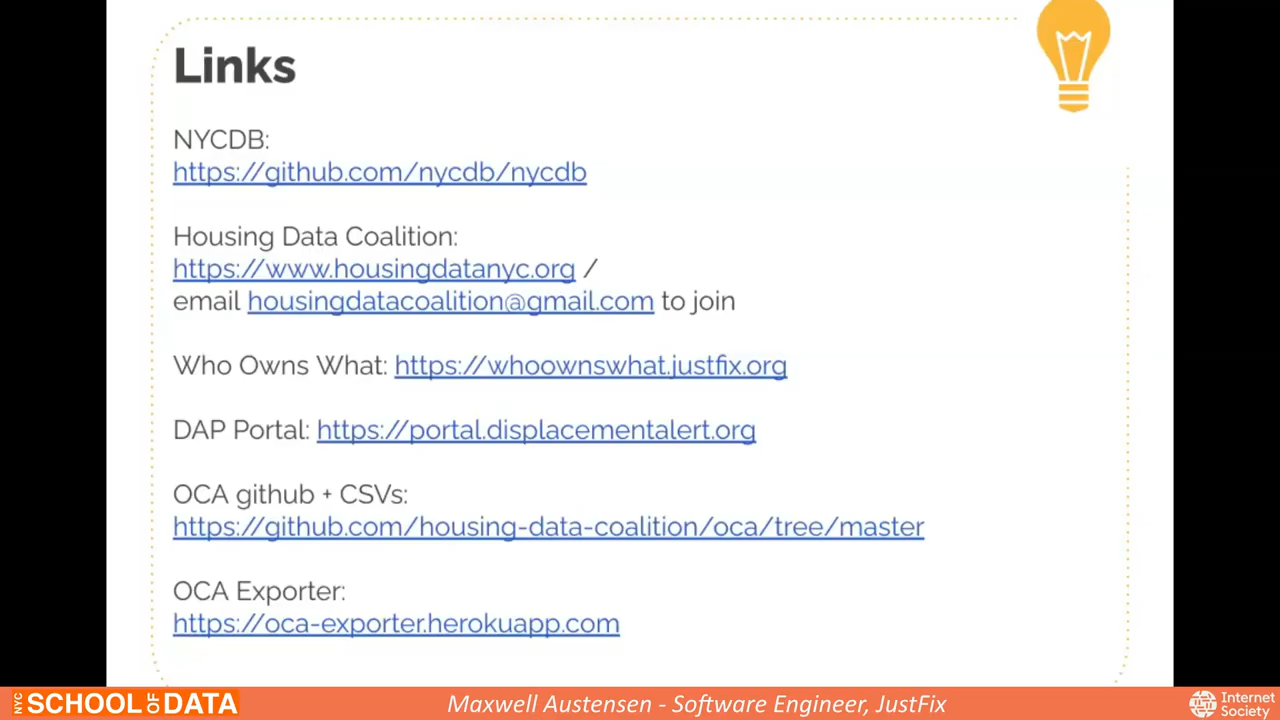 Links
NYCDB:
https://github.com/nycdb/nycdb
Housing Data Coalition:
https://www.housingdatanyc.org /
email housingdatacoalition@gmail.com to join
Who Owns What: https://whoownswhat.justfix.org
DAP Portal: https://portal.displacementalert.org
OCA github + CSVs:
https://github.com/housing-data-coalition/oca/tree/master
OCA Exporter:
https://oca-exporter.herokuapp.com
NYC SCHOOL OF DATA
Maxwell Austensen - Software Engineer, JustFix
Internet
Society